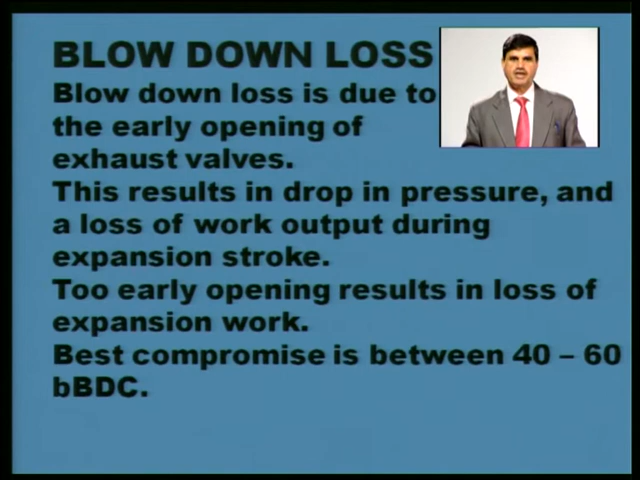 BLOW DOWN LOSS
Blow down loss is due to
the early opening of
exhaust valves.
This results in drop in pressure, and
a loss of work output during
expansion stroke.
Too early opening results in loss of
expansion work.
Best compromise is between 40 – 60
bBDC.